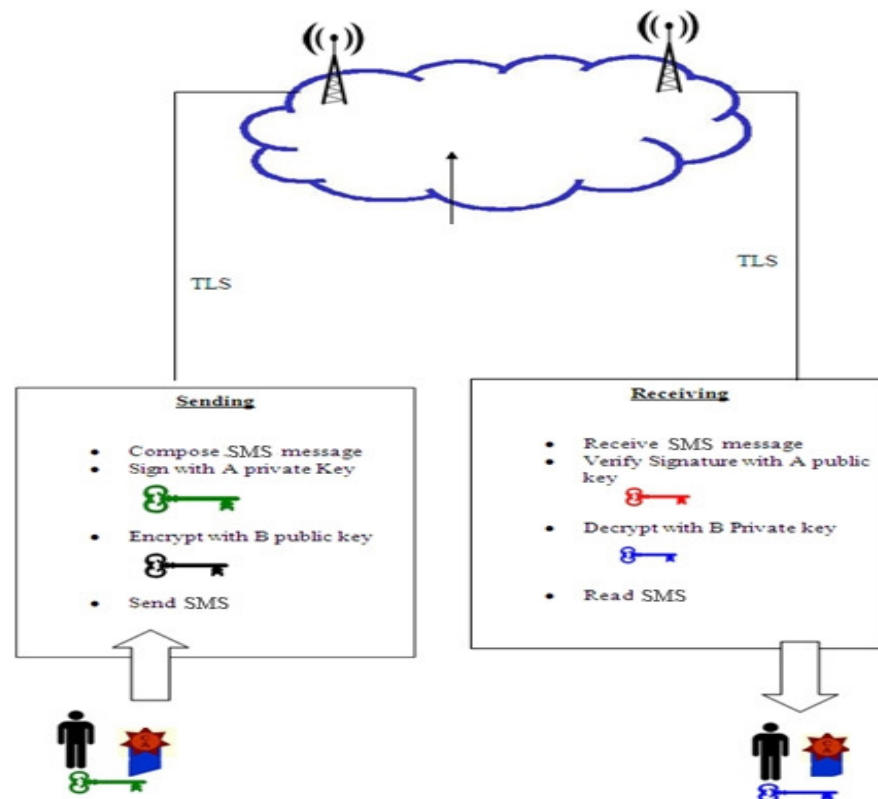 TLS
TLS
Sending
Compose SMS message
Sign with A private Key
Encrypt with B public key
Send SMS
Receiving
Receive SMS message
Verify Signature with A public
key
Decrypt with B Private key
Read SMS